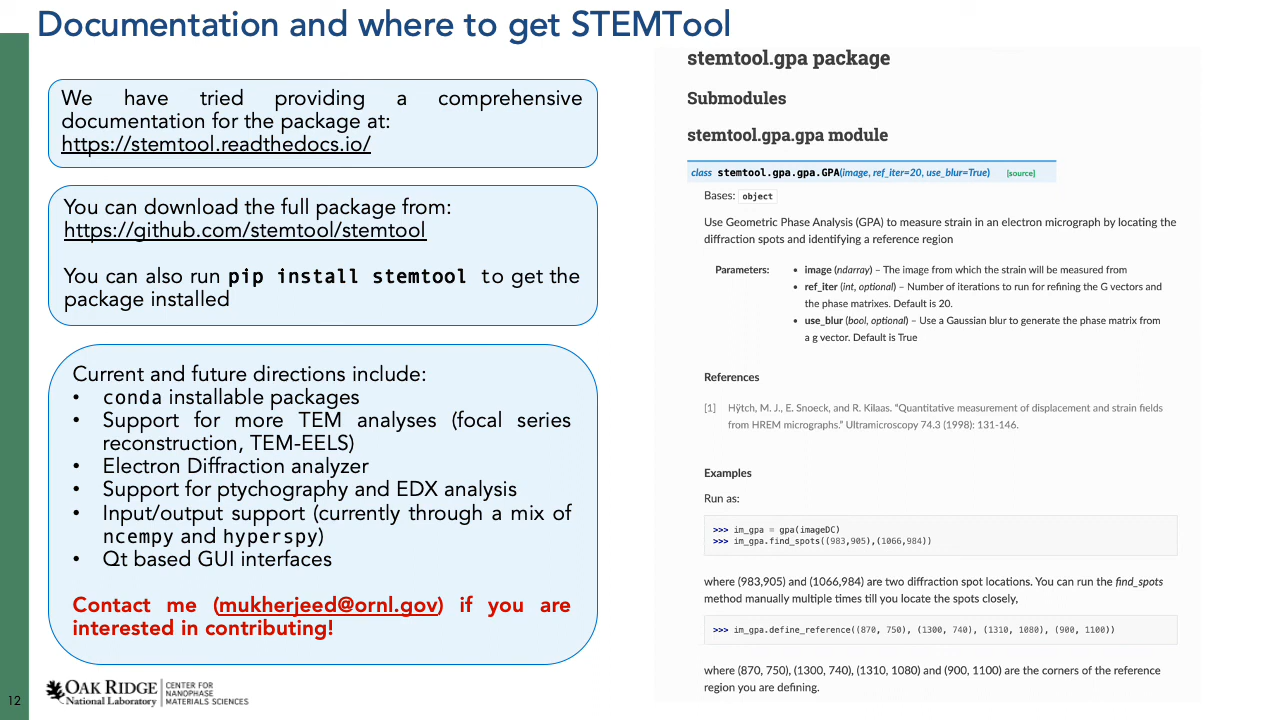 Documentation and where to get STEMTool
We have tried providing a comprehensive
documentation for the package at:
https://stemtool.readthedocs.io/
You can download the full package from:
https://github.com/stemtool/stemtool
You can also run pip install stemtool to get the
package installed
Current and future directions include:
• conda installable packages
• Support for more TEM analyses (focal series
reconstruction, TEM-EELS)
• Electron Diffraction analyzer
• Support for ptychography and EDX analysis
• Input/output support (currently through a mix of
ncempy and hyperspy)
• Qt based GUI interfaces
Contact me (mukherjeed@ornl.gov) if you are
interested in contributing!
12
OAK RIDGE
National Laboratory
CENTER FOR
NANOPHASE
MATERIALS SCIENCES
stemtool.gpa package
Submodules
stemtool.gpa.gpa module
class stemtool.gpa.gpa.GPA(image, ref_iter=20, use_blur=True) [source]
Bases: object
Use Geometric Phase Analysis (GPA) to measure strain in an electron micrograph by locating the
diffraction spots and identifying a reference region
Parameters: • image (ndarray) – The image from which the strain will be measured from
• ref_iter (int, optional) – Number of iterations to run for refining the G vectors and
the phase matrixes. Default is 20.
• use_blur (bool, optional) – Use a Gaussian blur to generate the phase matrix from
a g vector. Default is True
References
[1] Hÿtch, M. J., E. Snoeck, and R. Kilaas. “Quantitative measurement of displacement and strain fields
from HREM micrographs.” Ultramicroscopy 74.3 (1998): 131-146.
Examples
Run as:
>>> im_gpa = gpa(imageDC)
>>> im_gpa.find_spots((983,905),(1066,984))
where (983,905) and (1066,984) are two diffraction spot locations. You can run the find_spots
method manually multiple times till you locate the spots closely,
>>> im_gpa.define_reference((870, 750), (1300, 740), (1310, 1080), (900, 1100))
where (870, 750), (1300, 740), (1310, 1080) and (900, 1100) are the corners of the reference
region you are defining.